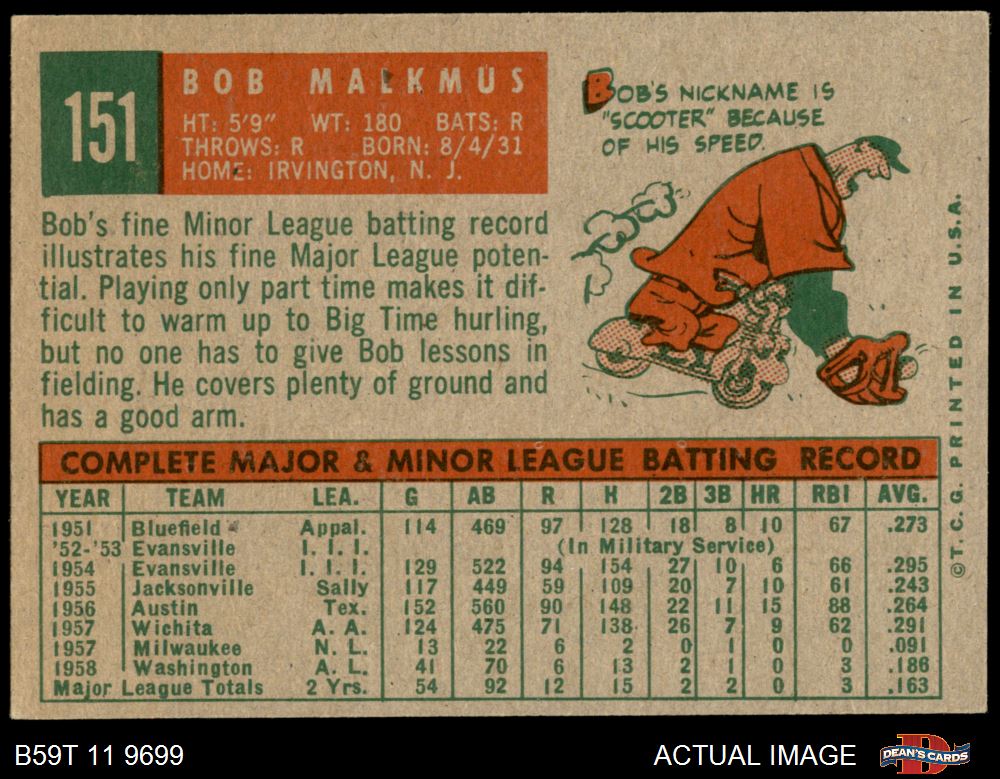 151
BOB MALKMUS
HT: 5'9" WT: 180 BATS: R
THROWS: R BORN: 8/4/31
HOME: IRVINGTON, N. J.
BOB'S NICKNAME IS
"SCOOTER" BECAUSE
OF HIS SPEED.
Bob's fine Minor League batting record
illustrates his fine Major League poten-
tial. Playing only part time makes it dif-
ficult to warm up to Big Time hurling,
but no one has to give Bob lessons in
fielding. He covers plenty of ground and
has a good arm.
COMPLETE MAJOR & MINOR LEAGUE BATTING RECORD
YEAR TEAM LEA. G AB R H 2B 3B HR RBI AVG.
1951 Bluefield Appal. 114 469 97 128 18 8 10 67 .273
'52-'53 Evansville I. I. I. (In Military Service)
1954 Evansville I. I. I. 129 522 94 154 27 10 6 66 .295
1955 Jacksonville Sally 117 449 59 109 20 7 10 61 .243
1956 Austin Tex. 152 560 90 148 22 11 15 88 .264
1957 Wichita A. A. 124 475 71 138 26 7 9 62 .291
1957 Milwaukee N. L. 13 22 6 2 0 1 0 0 .091
1958 Washington A. L. 41 70 6 13 2 1 0 3 .186
Major League Totals 2 Yrs. 54 92 12 15 2 2 0 3 .163
©T.C.G. PRINTED IN U.S.A.
B59T 11 9699
ACTUAL IMAGE
DEAN'S CARDS